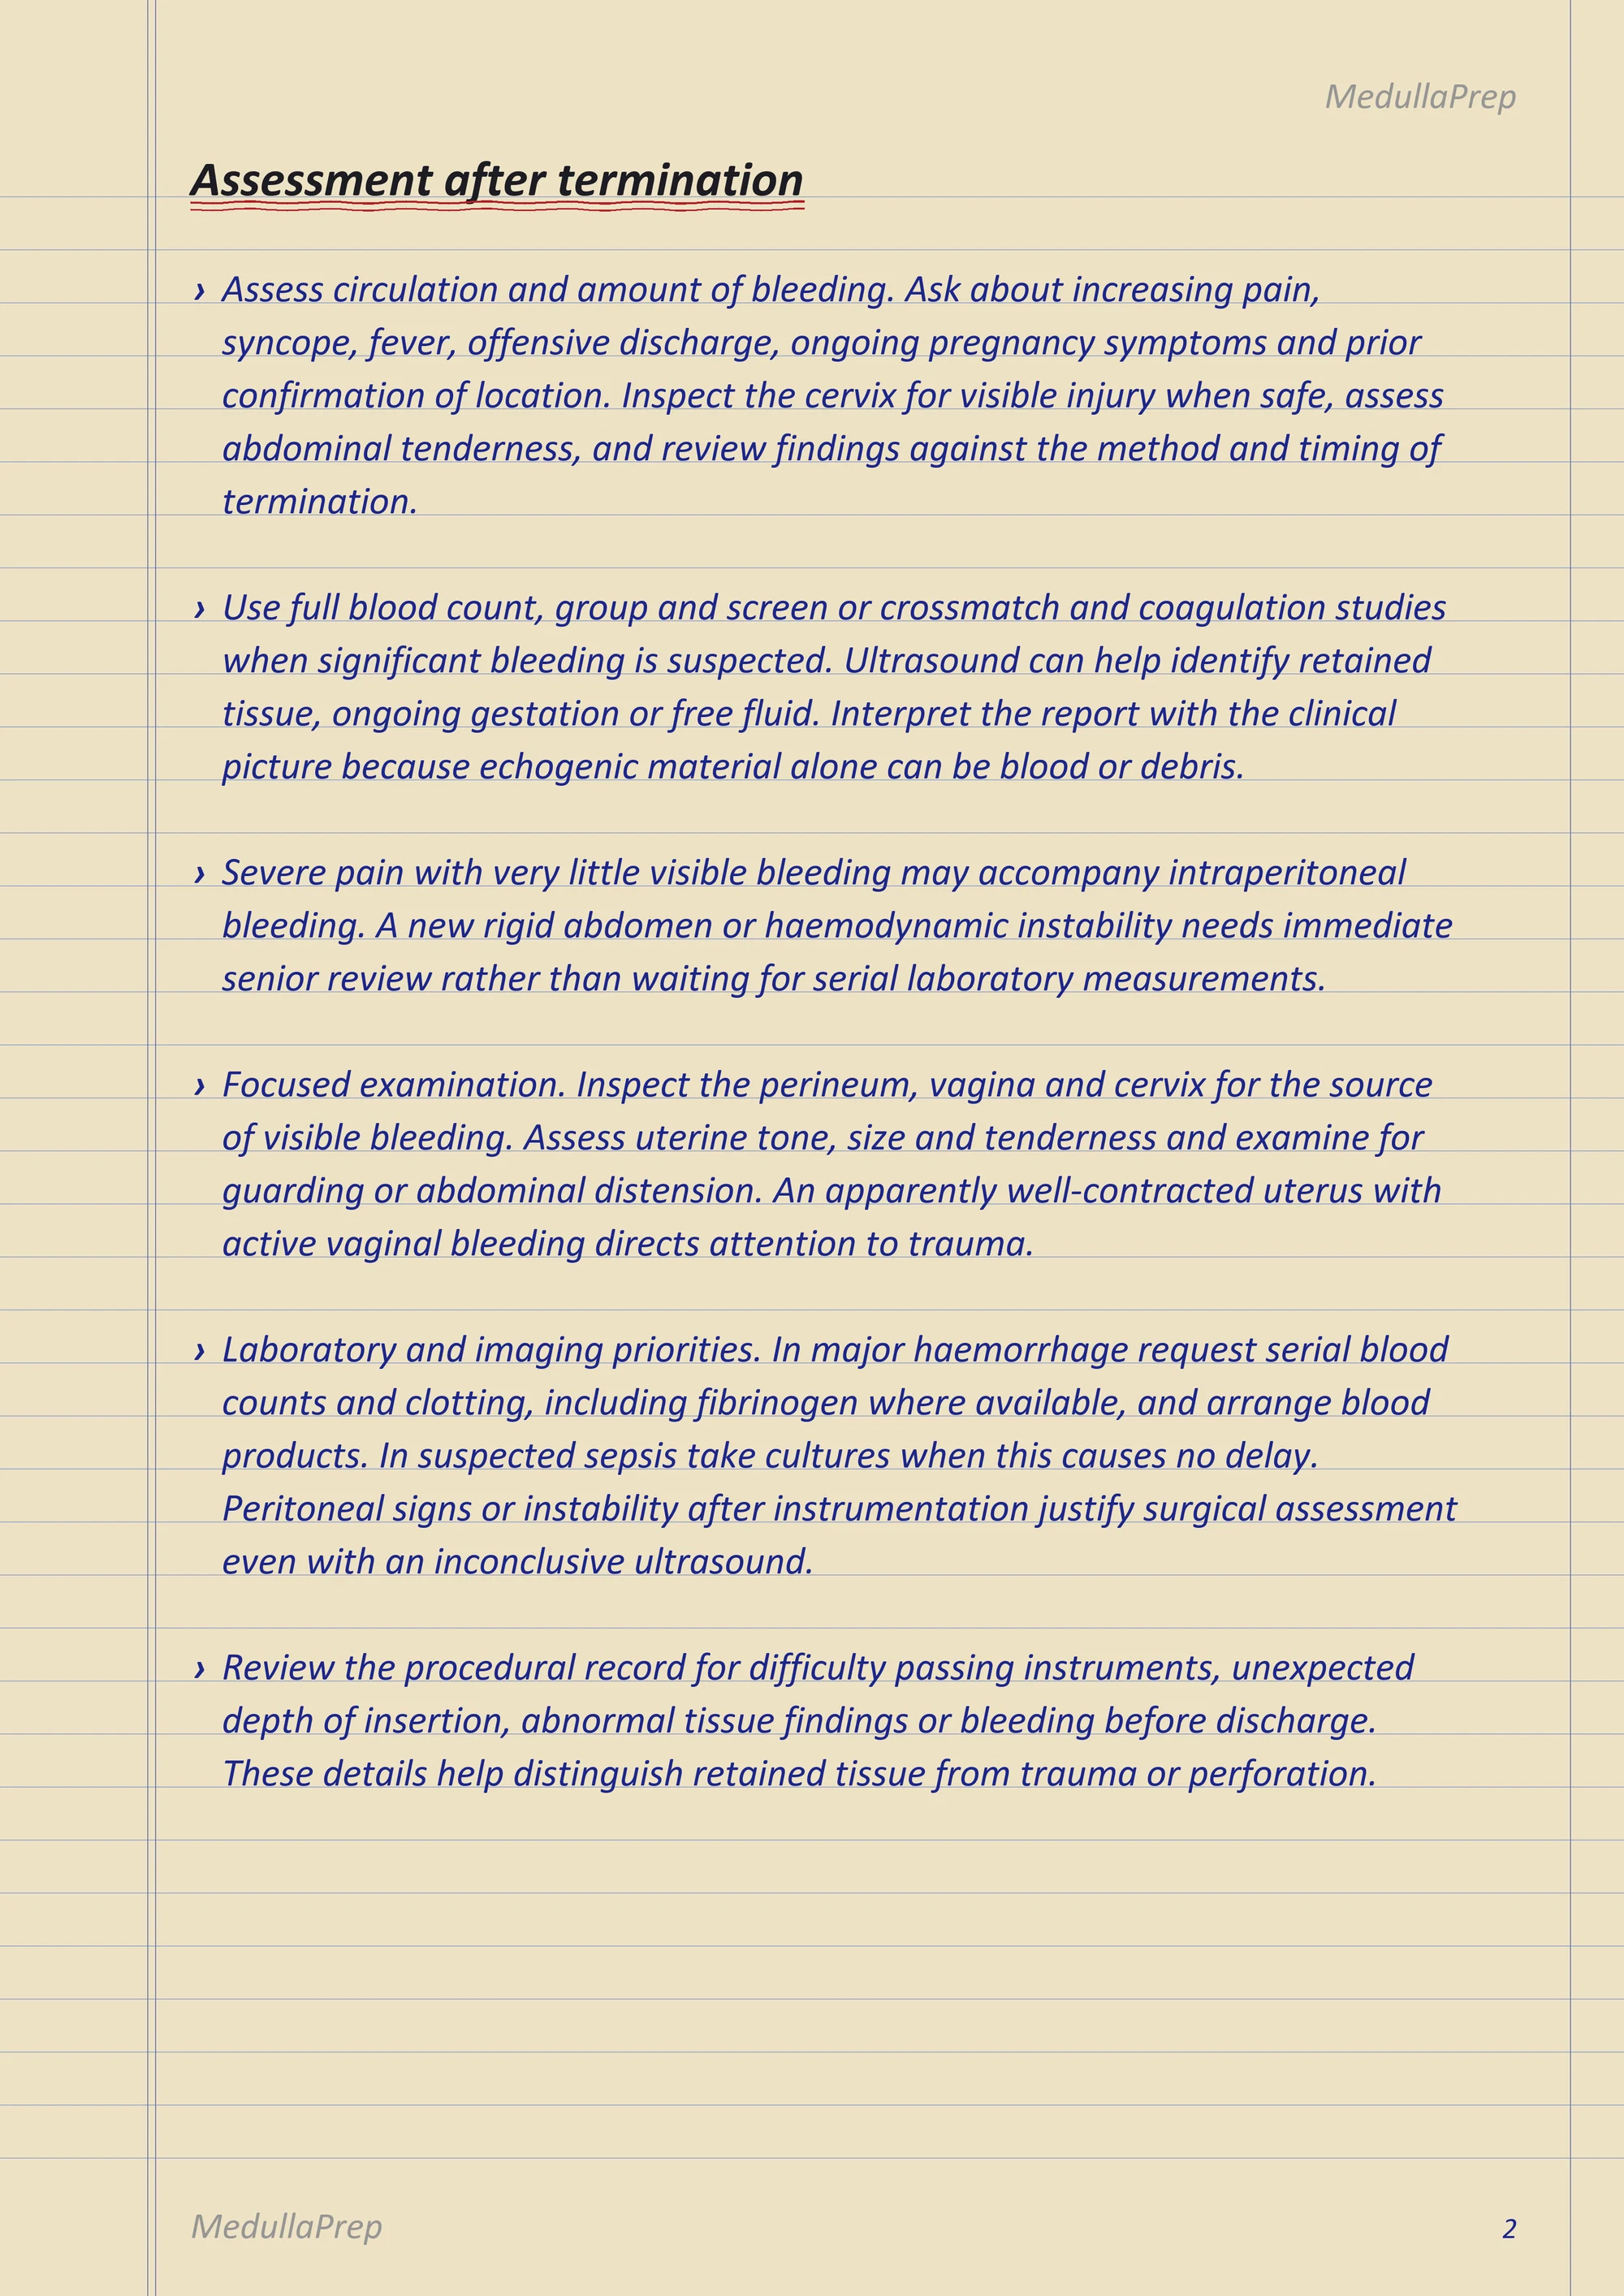 MedullaPrep
Assessment after termination
› Assess circulation and amount of bleeding. Ask about increasing pain,
syncope, fever, offensive discharge, ongoing pregnancy symptoms and prior
confirmation of location. Inspect the cervix for visible injury when safe, assess
abdominal tenderness, and review findings against the method and timing of
termination.
› Use full blood count, group and screen or crossmatch and coagulation studies
when significant bleeding is suspected. Ultrasound can help identify retained
tissue, ongoing gestation or free fluid. Interpret the report with the clinical
picture because echogenic material alone can be blood or debris.
› Severe pain with very little visible bleeding may accompany intraperitoneal
bleeding. A new rigid abdomen or haemodynamic instability needs immediate
senior review rather than waiting for serial laboratory measurements.
› Focused examination. Inspect the perineum, vagina and cervix for the source
of visible bleeding. Assess uterine tone, size and tenderness and examine for
guarding or abdominal distension. An apparently well-contracted uterus with
active vaginal bleeding directs attention to trauma.
› Laboratory and imaging priorities. In major haemorrhage request serial blood
counts and clotting, including fibrinogen where available, and arrange blood
products. In suspected sepsis take cultures when this causes no delay.
Peritoneal signs or instability after instrumentation justify surgical assessment
even with an inconclusive ultrasound.
› Review the procedural record for difficulty passing instruments, unexpected
depth of insertion, abnormal tissue findings or bleeding before discharge.
These details help distinguish retained tissue from trauma or perforation.
MedullaPrep
2